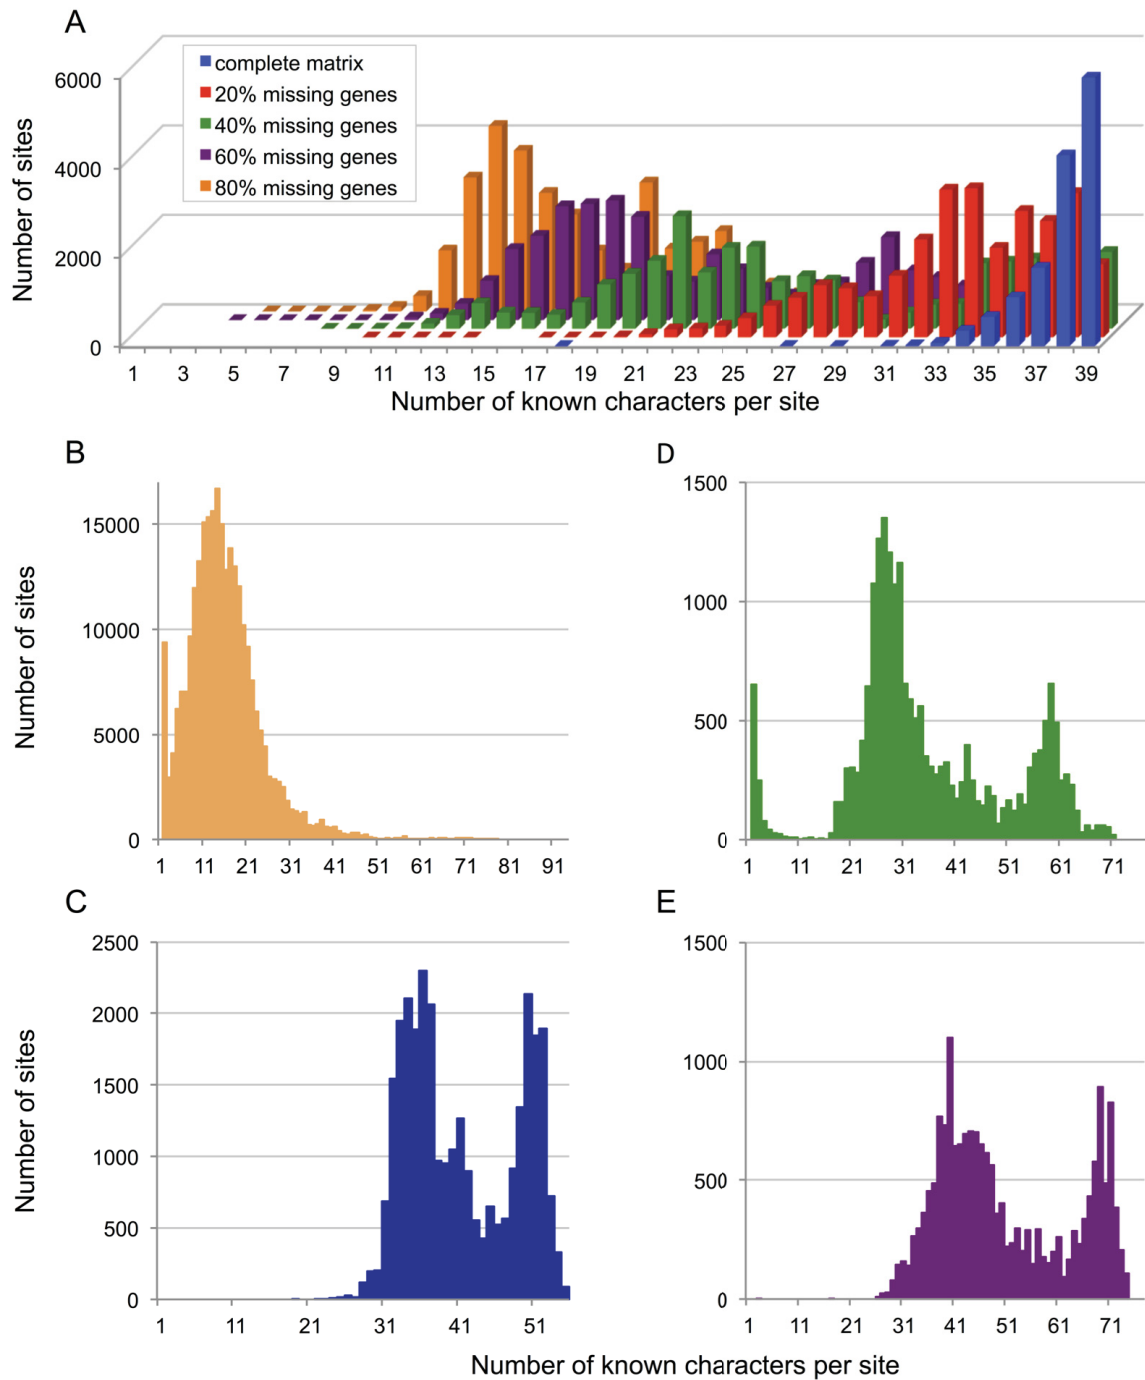 A
complete matrix
20% missing genes
40% missing genes
60% missing genes
80% missing genes
Number of sites
6000
4000
2000
0
1 3 5 7 9 11 13 15 17 19 21 23 25 27 29 31 33 35 37 39
Number of known characters per site
B
Number of sites
15000
10000
5000
0
1 11 21 31 41 51 61 71 81 91
D
1500
1000
500
0
1 11 21 31 41 51 61 71
C
Number of sites
2500
2000
1500
1000
500
0
1 11 21 31 41 51
E
1500
1000
500
0
1 11 21 31 41 51 61 71
Number of known characters per site